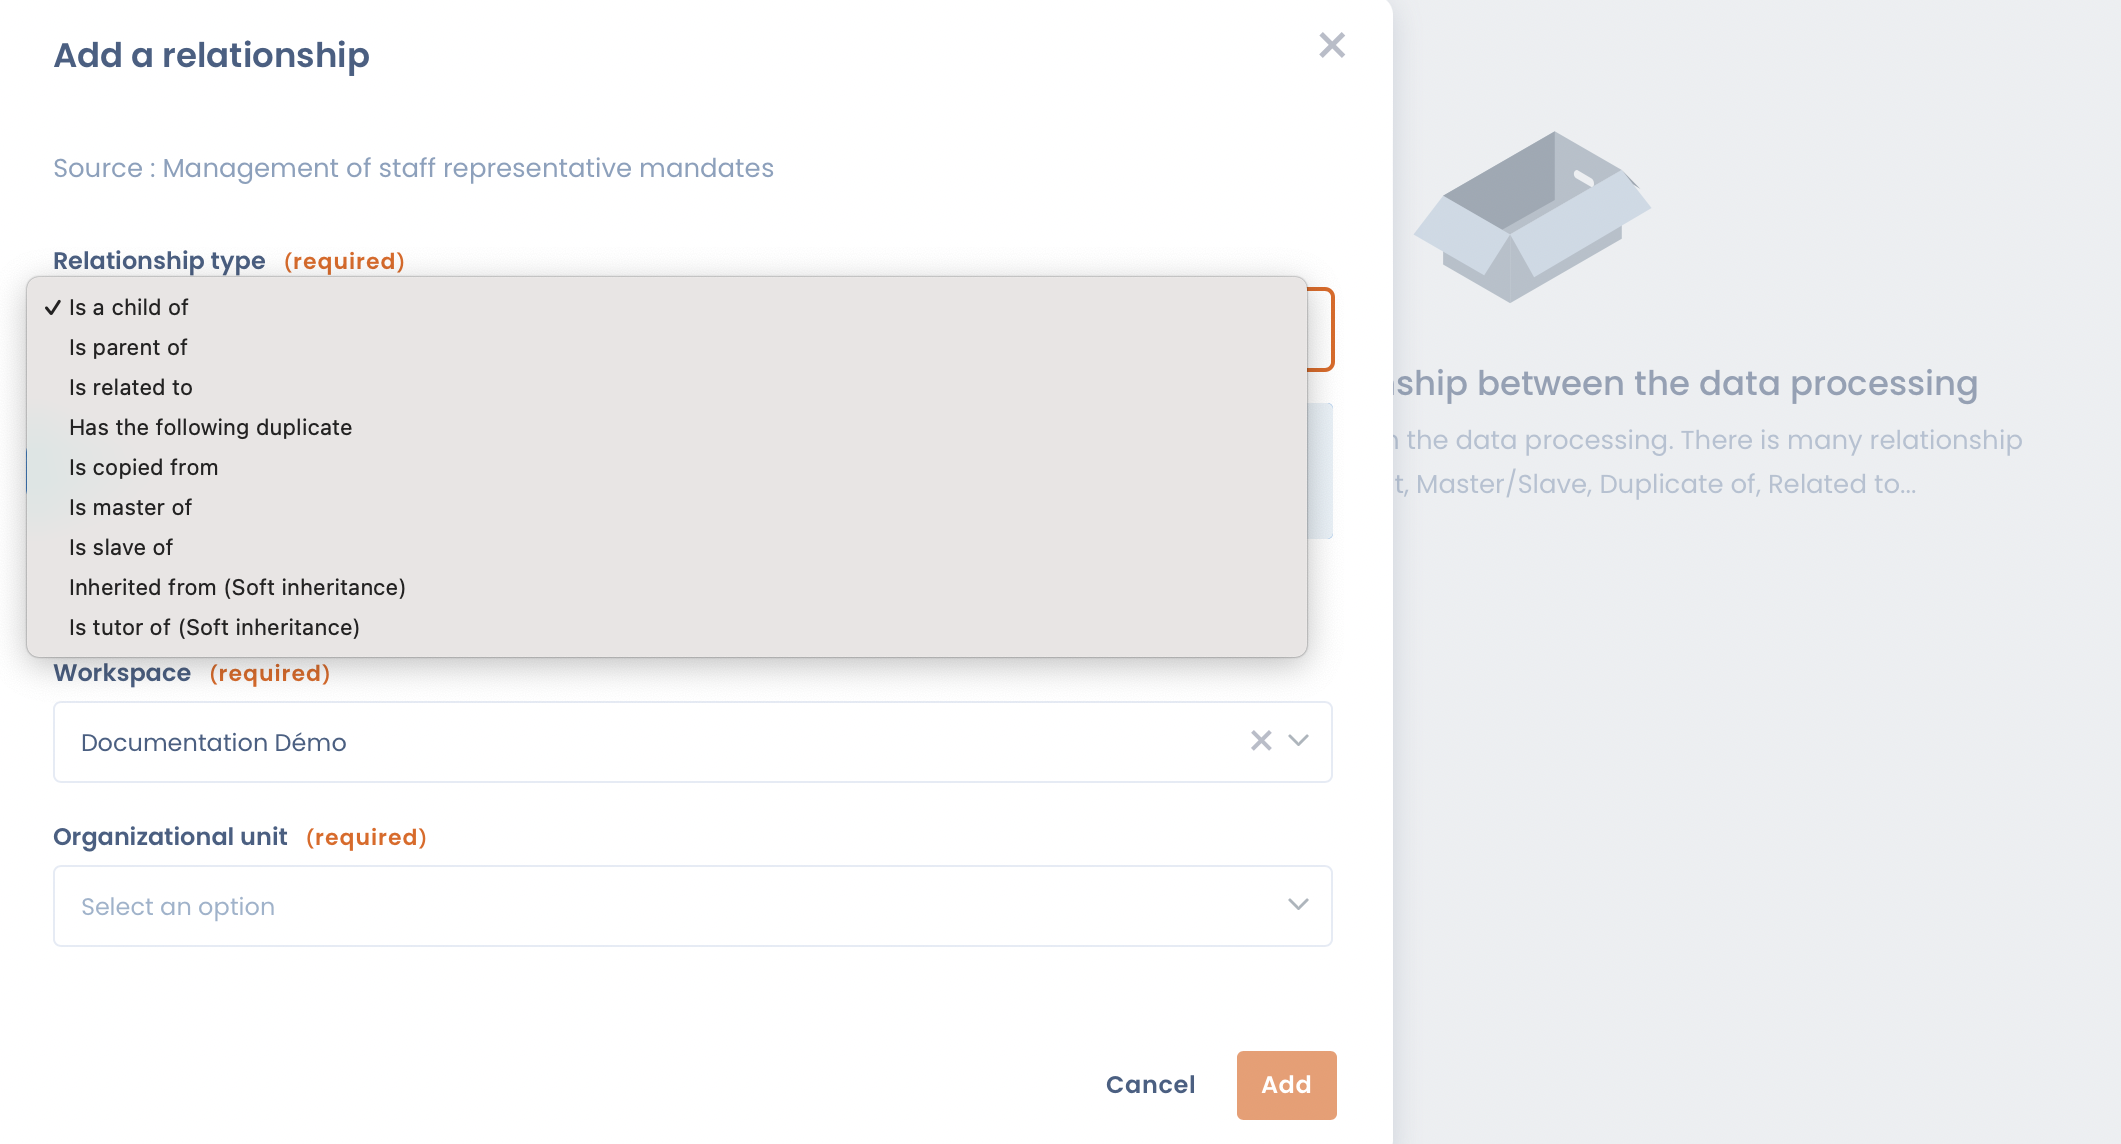 Add a relationship
Source : Management of staff representative mandates
Relationship type (required)
✓ Is a child of
Is parent of
Is related to
Has the following duplicate
Is copied from
Is master of
Is slave of
Inherited from (Soft inheritance)
Is tutor of (Soft inheritance)
Workspace (required)
Documentation Démo
Organizational unit (required)
Select an option
Cancel
Add
between the data processing
the data processing. There is many relationship
Master/Slave, Duplicate of, Related to...